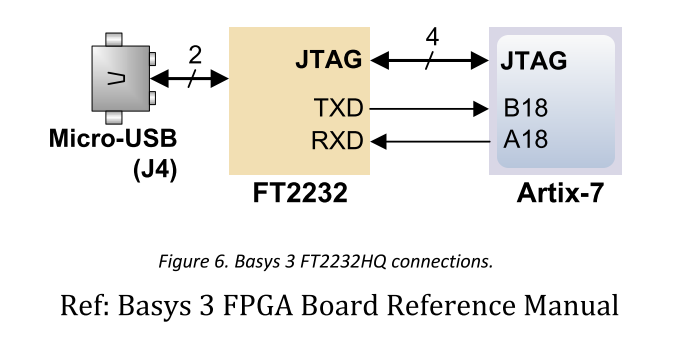 2
4
JTAG
JTAG
TXD
B18
RXD
A18
Micro-USB
(J4)
FT2232
Artix-7
Figure 6. Basys 3 FT2232HQ connections.
Ref: Basys 3 FPGA Board Reference Manual